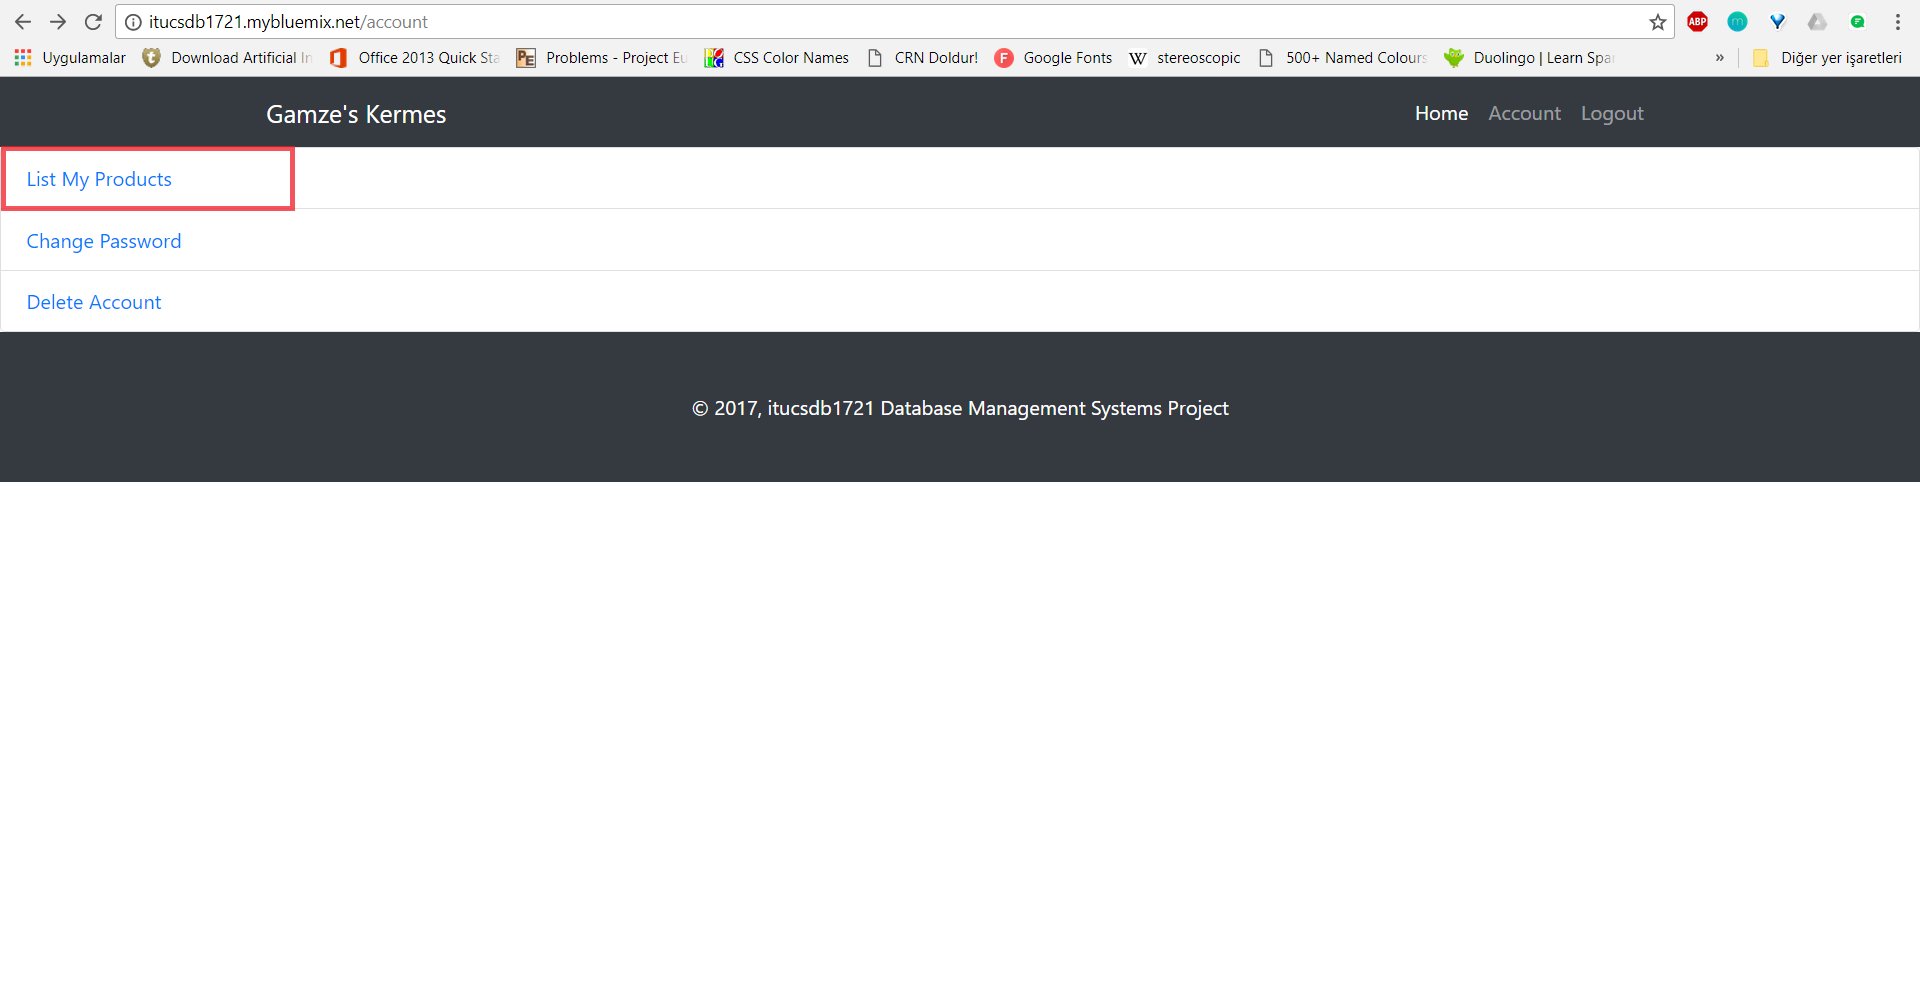 itucsdb1721.mybluemix.net/account
ABP m
Uygulamalar Download Artificial In Office 2013 Quick Sta PE Problems - Project Eu CSS Color Names CRN Doldur! F Google Fonts W stereoscopic 500+ Named Colours Duolingo | Learn Spa » Diğer yer işaretleri
Gamze's Kermes Home Account Logout
List My Products
Change Password
Delete Account
© 2017, itucsdb1721 Database Management Systems Project